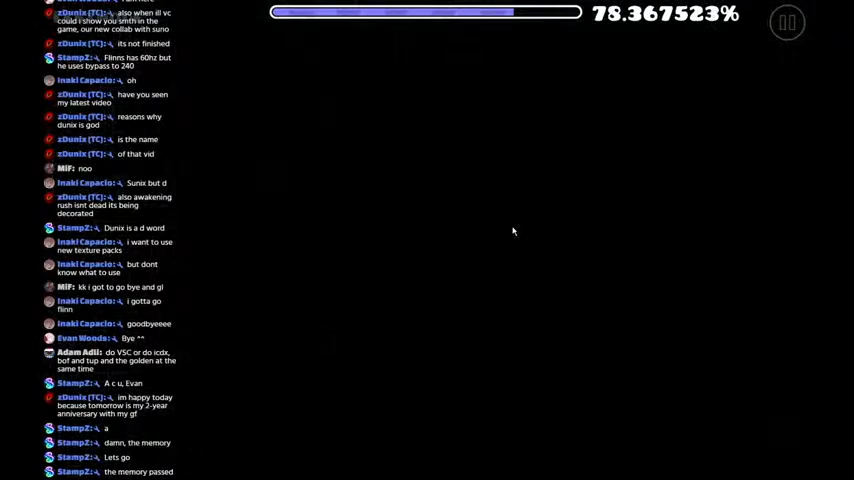 zDunix (TC): also when ill vc
could i show you smth in the
game, our new collab with suno
zDunix (TC): its not finished
StampZ: Flinns has 60hz but
he uses bypass to 240
Inaki Capacio: oh
zDunix (TC): have you seen
my latest video
zDunix (TC): reasons why
dunix is god
zDunix (TC): is the name
zDunix (TC): of that vid
MiF: noo
Inaki Capacio: Sunix but d
zDunix (TC): also awakening
rush isnt dead its being
decorated
StampZ: Dunix is a d word
Inaki Capacio: i want to use
new texture packs
Inaki Capacio: but dont
know what to use
MiF: kk i got to go bye and gl
Inaki Capacio: i gotta go
flinn
Inaki Capacio: goodbyeeee
Evan Woods: Bye ^^
Adam Adli: do VSC or do icdx,
bof and tup and the golden at the
same time
StampZ: A c u, Evan
zDunix (TC): im happy today
because tomorrow is my 2-year
anniversary with my gf
StampZ: a
StampZ: damn, the memory
StampZ: Lets go
StampZ: the memory passed
78.367523%